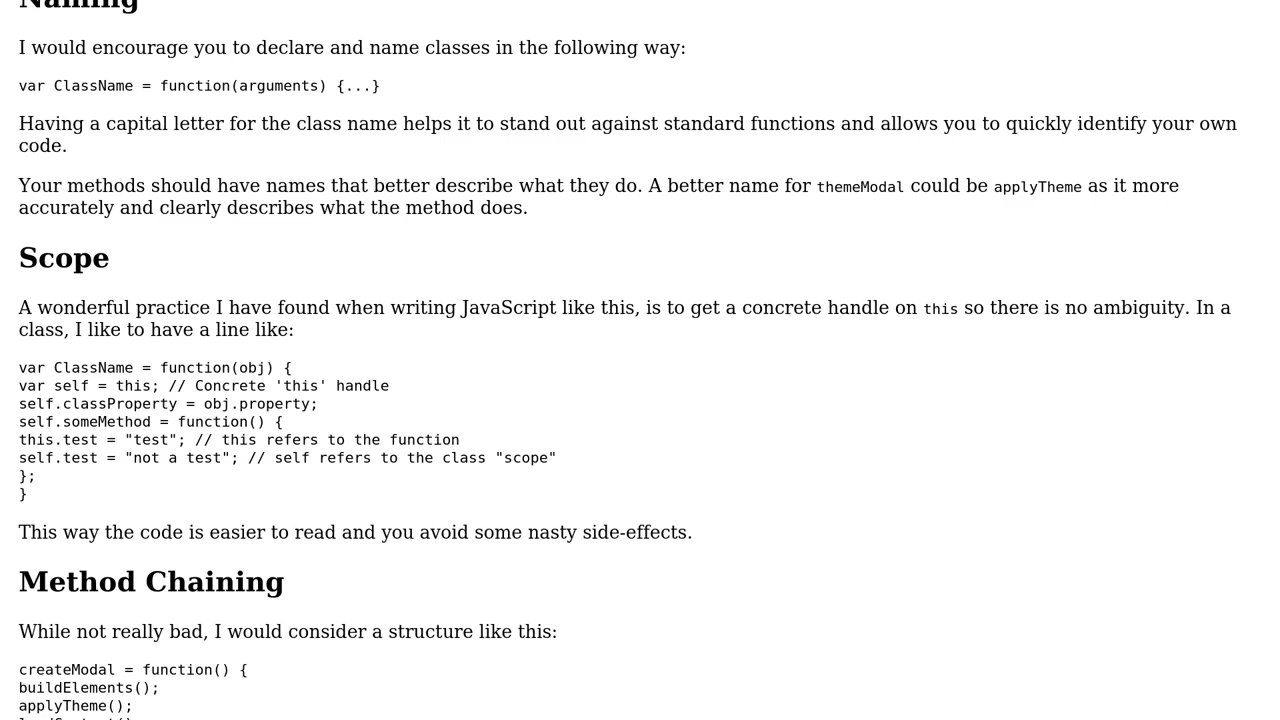 Naming
I would encourage you to declare and name classes in the following way:
var ClassName = function(arguments) {...}
Having a capital letter for the class name helps it to stand out against standard functions and allows you to quickly identify your own
code.
Your methods should have names that better describe what they do. A better name for themeModal could be applyTheme as it more
accurately and clearly describes what the method does.
Scope
A wonderful practice I have found when writing JavaScript like this, is to get a concrete handle on this so there is no ambiguity. In a
class, I like to have a line like:
var ClassName = function(obj) {
var self = this; // Concrete 'this' handle
self.classProperty = obj.property;
self.someMethod = function() {
this.test = "test"; // this refers to the function
self.test = "not a test"; // self refers to the class "scope"
};
}
This way the code is easier to read and you avoid some nasty side-effects.
Method Chaining
While not really bad, I would consider a structure like this:
createModal = function() {
buildElements();
applyTheme();